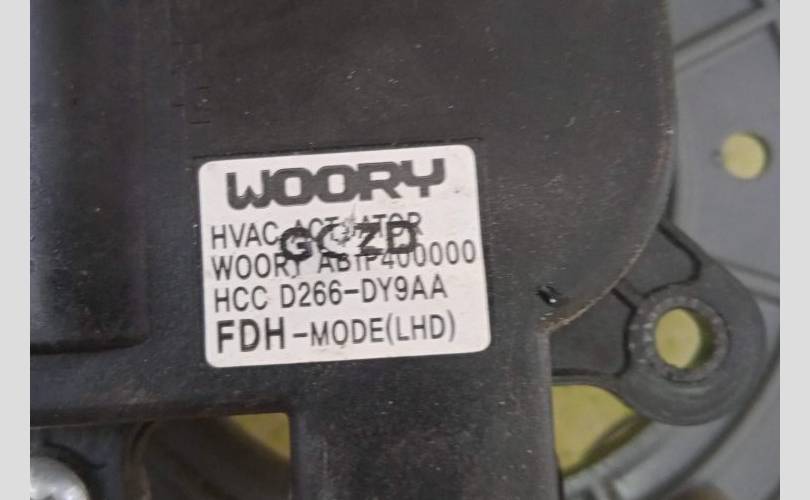 WOORY
HVAC ACTUATOR
GCZD
WOORY AB1P400000
HCC D266-DY9AA
FDH-MODE(LHD)